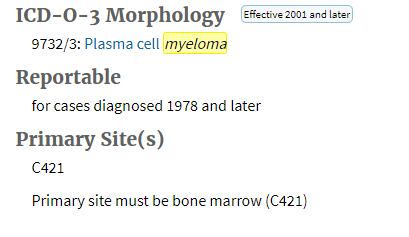 ICD-O-3 Morphology Effective 2001 and later
9732/3: Plasma cell myeloma
Reportable
for cases diagnosed 1978 and later
Primary Site(s)
C421
Primary site must be bone marrow (C421)